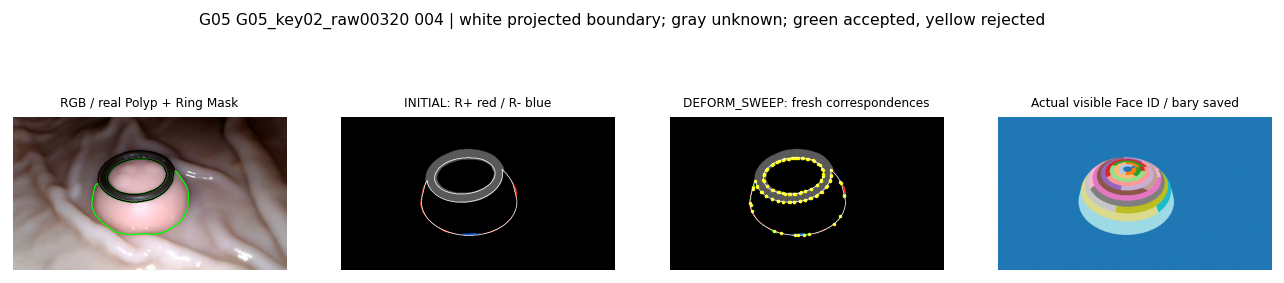 G05 G05_key02_raw00320 004 | white projected boundary; gray unknown; green accepted, yellow rejected
RGB / real Polyp + Ring Mask
INITIAL: R+ red / R- blue
DEFORM_SWEEP: fresh correspondences
Actual visible Face ID / bary saved